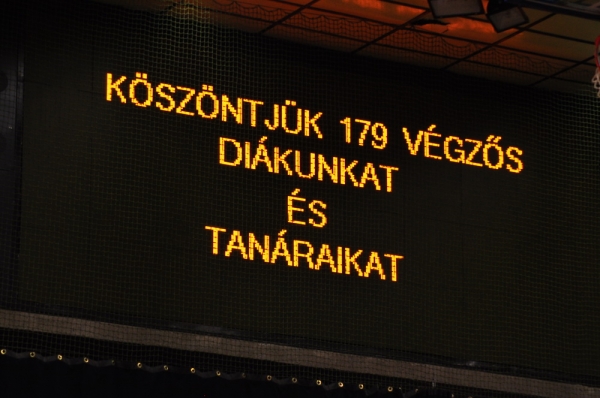 KÖSZÖNTJÜK 179 VÉGZŐS
DIÁKUNKAT
ÉS
TANÁRAIKAT